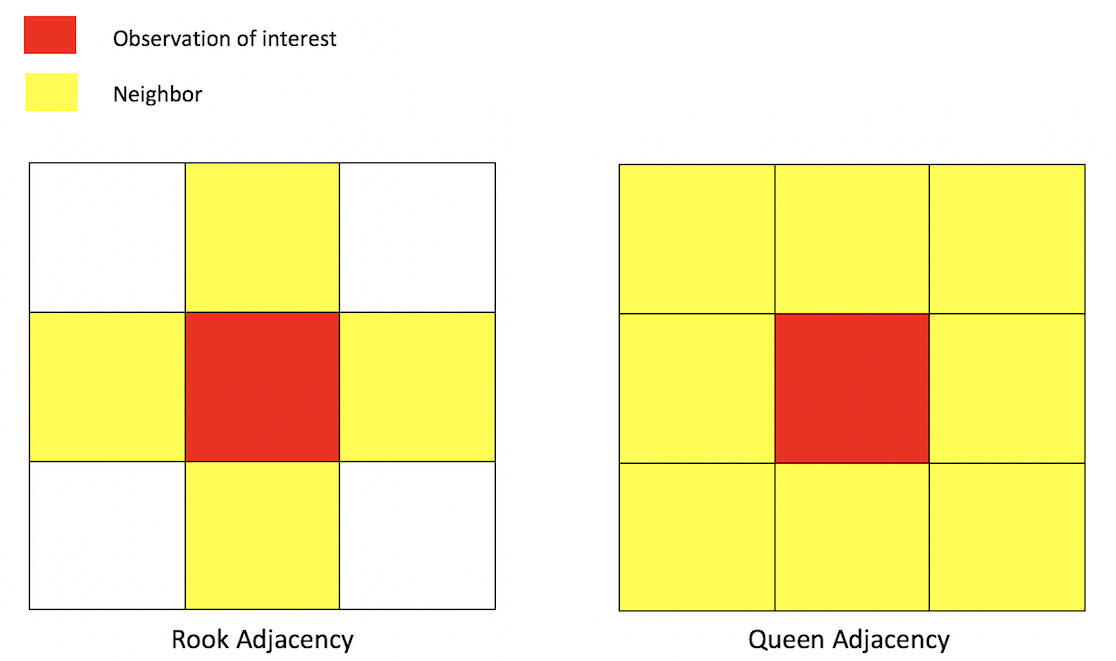 Observation of interest
Neighbor
Rook Adjacency
Queen Adjacency